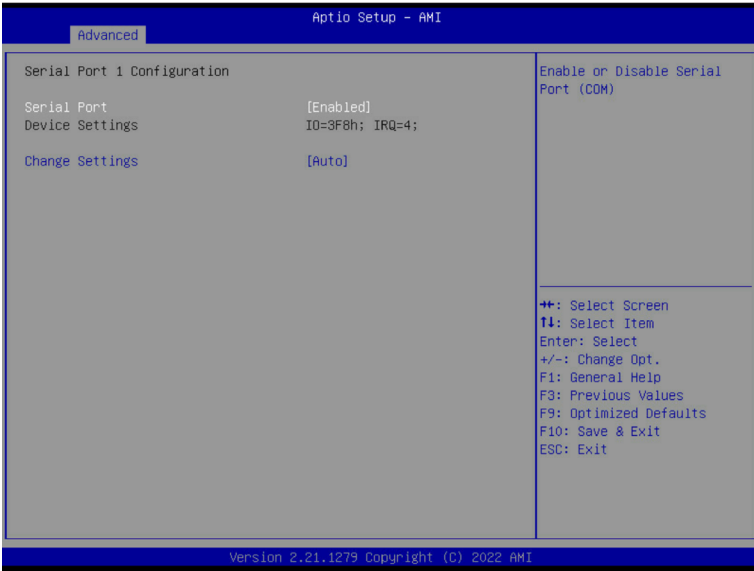 Aptio Setup – AMI
Advanced
Serial Port 1 Configuration
Serial Port [Enabled]
Device Settings IO=3F8h; IRQ=4;
Change Settings [Auto]
Enable or Disable Serial
Port (COM)
→←: Select Screen
↑↓: Select Item
Enter: Select
+/-: Change Opt.
F1: General Help
F3: Previous Values
F9: Optimized Defaults
F10: Save & Exit
ESC: Exit
Version 2.21.1279 Copyright (C) 2022 AMI